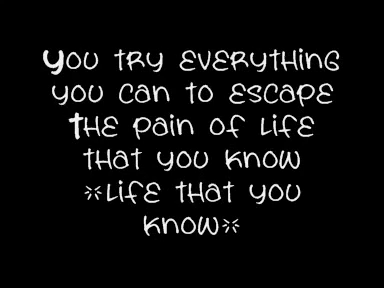 You try everything
you can to escape
The pain of life
that you know
*life that you
know*